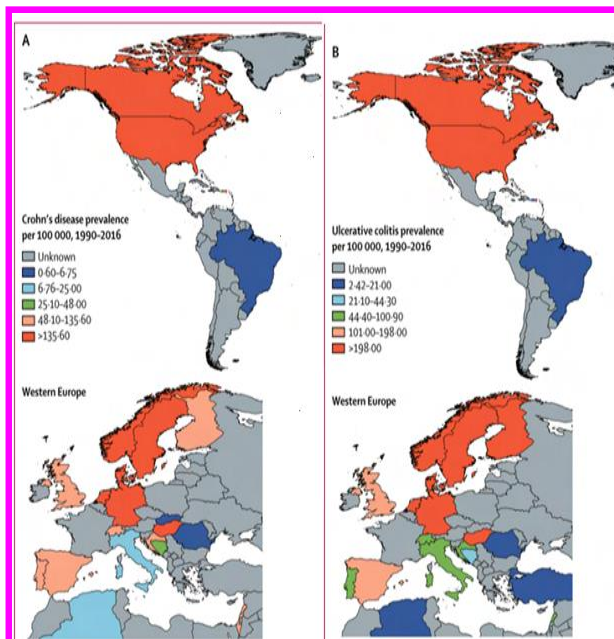 A
Crohn's disease prevalence
per 100 000, 1990–2016
Unknown
0·60–6·75
6·76–25·00
25·10–48·00
48·10–135·60
>135·60
Western Europe
B
Ulcerative colitis prevalence
per 100 000, 1990–2016
Unknown
2·42–21·00
21·10–44·30
44·40–100·90
101·00–198·00
>198·00
Western Europe